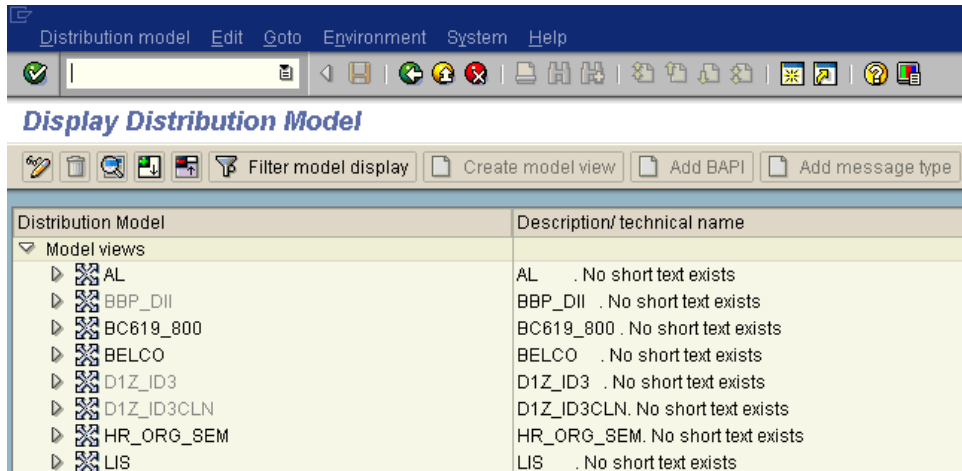 Distribution model Edit Goto Environment System Help
Display Distribution Model
Filter model display Create model view Add BAPI Add message type
Distribution Model Description/ technical name
Model views
AL AL . No short text exists
BBP_DII BBP_DII . No short text exists
BC619_800 BC619_800 . No short text exists
BELCO BELCO . No short text exists
D1Z_ID3 D1Z_ID3 . No short text exists
D1Z_ID3CLN D1Z_ID3CLN. No short text exists
HR_ORG_SEM HR_ORG_SEM. No short text exists
LIS LIS . No short text exists